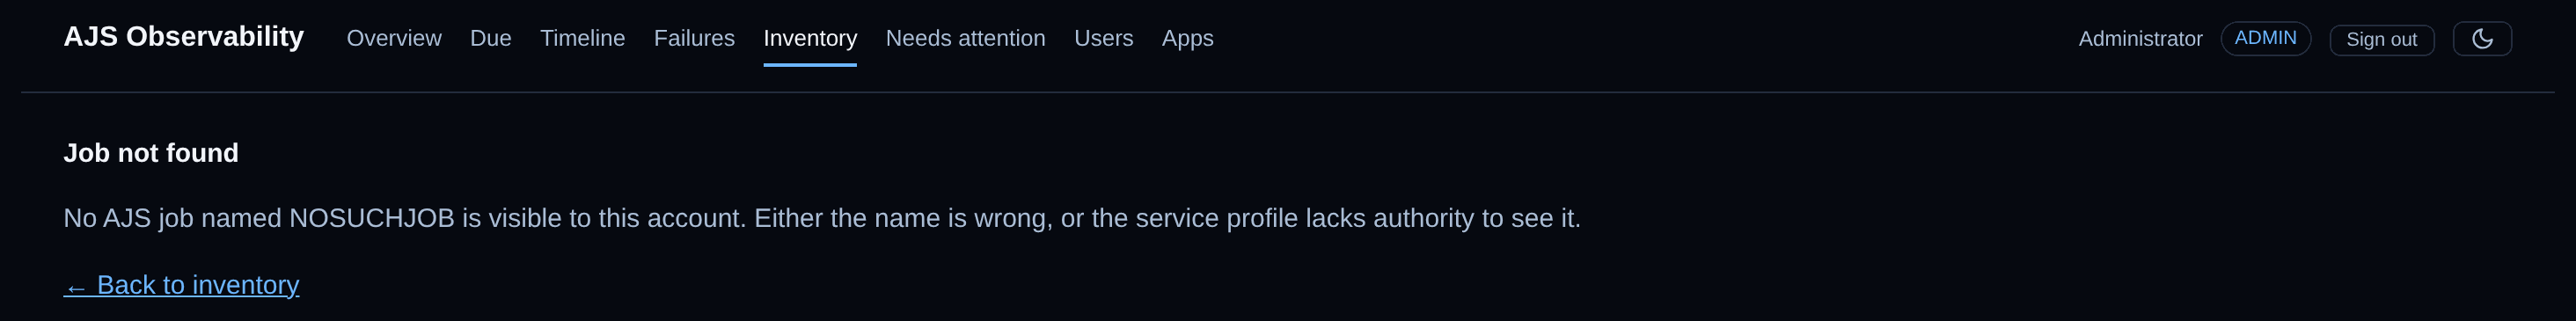 AJS Observability Overview Due Timeline Failures Inventory Needs attention Users Apps Administrator ADMIN Sign out
Job not found
No AJS job named NOSUCHJOB is visible to this account. Either the name is wrong, or the service profile lacks authority to see it.
← Back to inventory